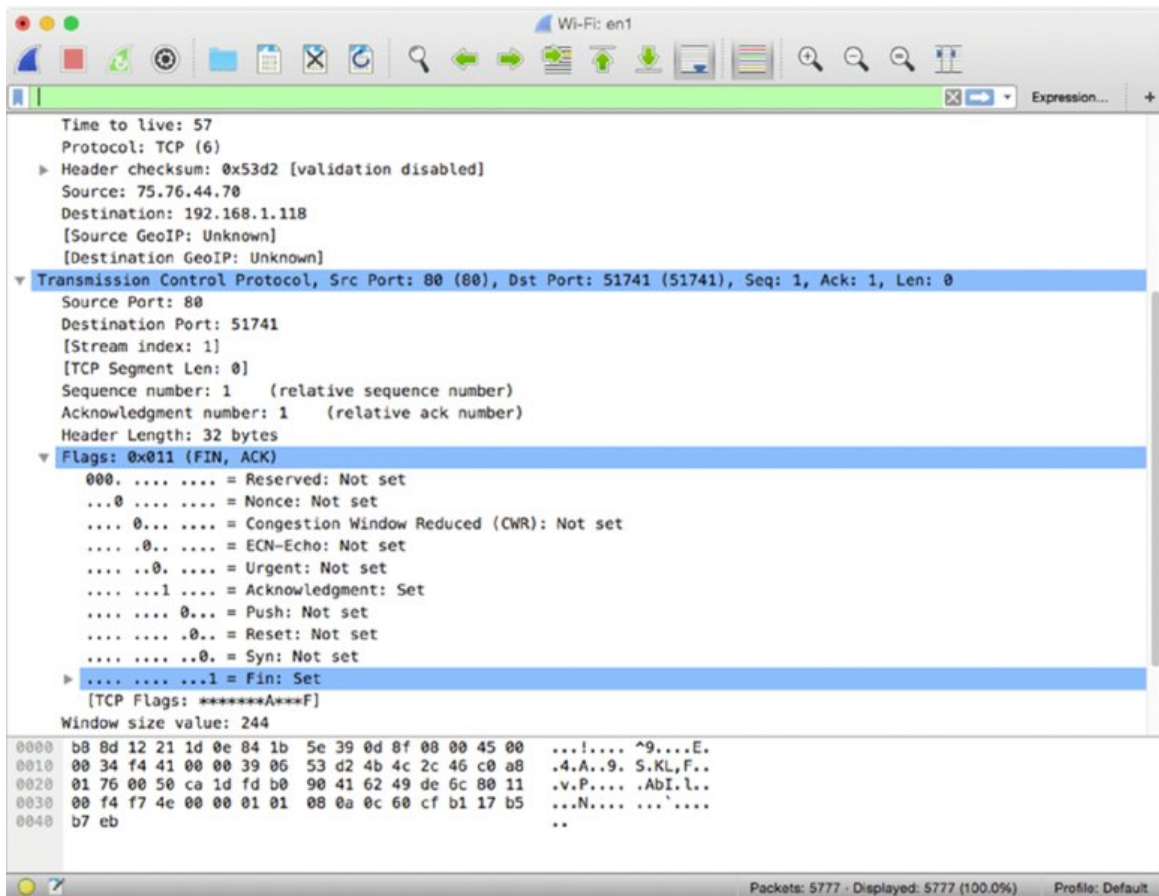 Wi-Fi: en1
Expression... +
Time to live: 57
Protocol: TCP (6)
Header checksum: 0x53d2 [validation disabled]
Source: 75.76.44.70
Destination: 192.168.1.118
[Source GeoIP: Unknown]
[Destination GeoIP: Unknown]
Transmission Control Protocol, Src Port: 80 (80), Dst Port: 51741 (51741), Seq: 1, Ack: 1, Len: 0
Source Port: 80
Destination Port: 51741
[Stream index: 1]
[TCP Segment Len: 0]
Sequence number: 1    (relative sequence number)
Acknowledgment number: 1    (relative ack number)
Header Length: 32 bytes
Flags: 0x011 (FIN, ACK)
000. .... .... = Reserved: Not set
...0 .... .... = Nonce: Not set
.... 0... .... = Congestion Window Reduced (CWR): Not set
.... .0.. .... = ECN-Echo: Not set
.... ..0. .... = Urgent: Not set
.... ...1 .... = Acknowledgment: Set
.... .... 0... = Push: Not set
.... .... .0.. = Reset: Not set
.... .... ..0. = Syn: Not set
.... .... ...1 = Fin: Set
[TCP Flags: *******A***F]
Window size value: 244
0000 b8 8d 12 21 1d 0e 84 1b 5e 39 0d 8f 08 00 45 00 ...!.... ^9....E.
0010 00 34 f4 41 00 00 39 06 53 d2 4b 4c 2c 46 c0 a8 .4.A..9. S.KL,F..
0020 01 76 00 50 ca 1d fd b0 90 41 62 49 de 6c 80 11 .v.P.... .AbI.l..
0030 00 f4 f7 4e 00 00 01 01 08 0a 0c 60 cf b1 17 b5 ...N.... ...`....
0040 b7 eb ..
Packets: 5777 · Displayed: 5777 (100.0%) Profile: Default